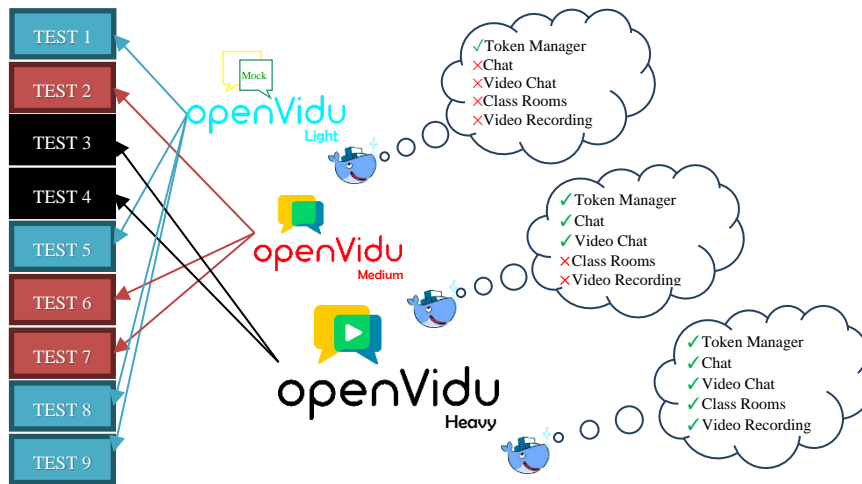 TEST 1
TEST 2
TEST 3
TEST 4
TEST 5
TEST 6
TEST 7
TEST 8
TEST 9
Mock
openVidu
Light
✓Token Manager
×Chat
×Video Chat
×Class Rooms
×Video Recording
openVidu
Medium
✓Token Manager
✓Chat
✓Video Chat
×Class Rooms
×Video Recording
openVidu
Heavy
✓Token Manager
✓Chat
✓Video Chat
✓Class Rooms
✓Video Recording